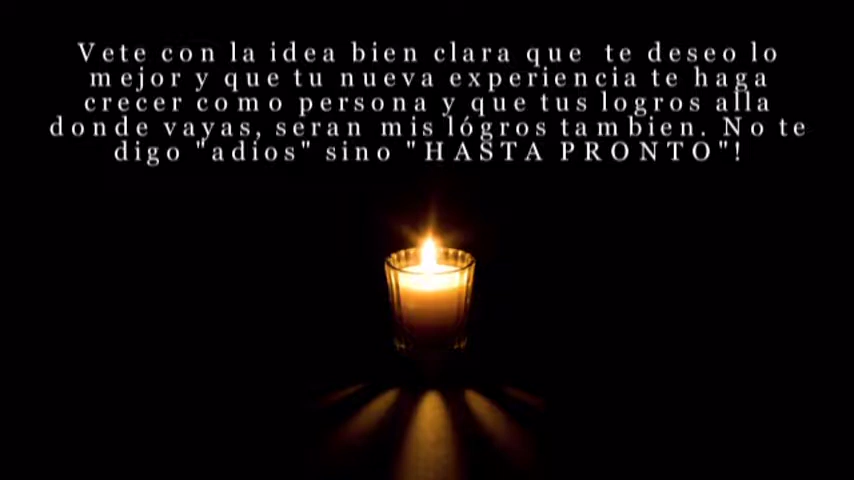 Vete con la idea bien clara que te deseo lo
mejor y que tu nueva experiencia te haga
crecer como persona y que tus logros alla
donde vayas, seran mis lógros tambien. No te
digo "adios" sino "HASTA PRONTO"!